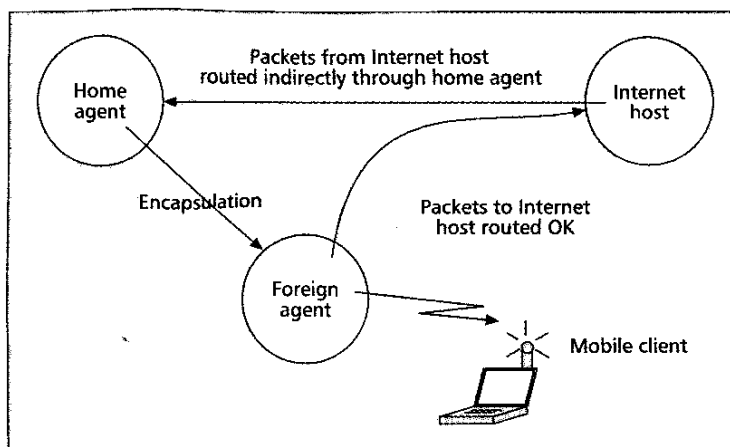 Packets from Internet host
routed indirectly through home agent
Home
agent
Internet
host
Encapsulation
Packets to Internet
host routed OK
Foreign
agent
Mobile client